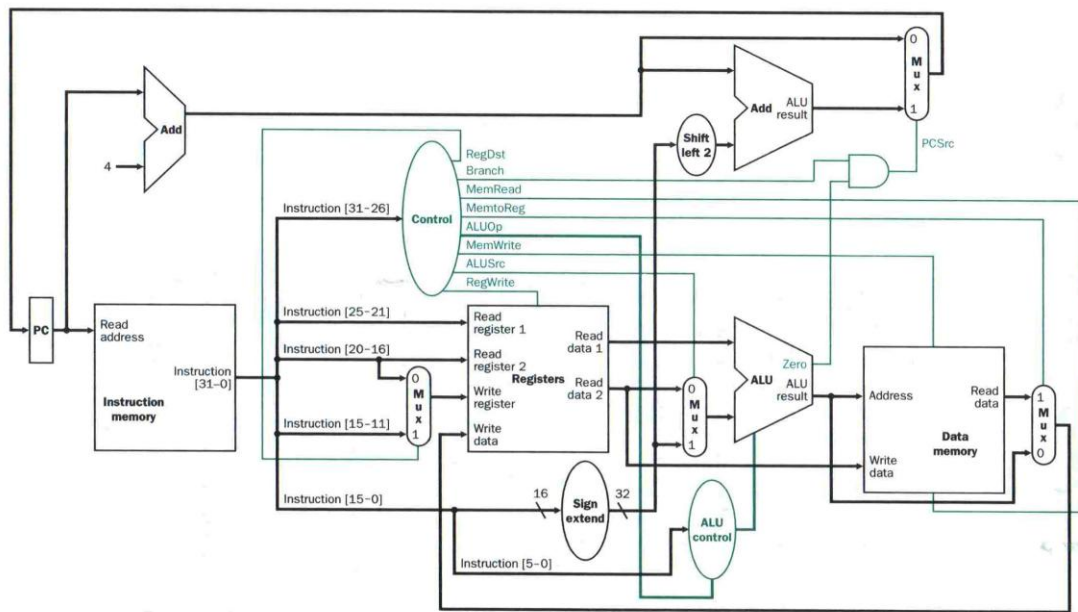 0
M
u
x
1
Add
ALU
result
Add
4
Shift
left 2
PCSrc
RegDst
Branch
MemRead
MemtoReg
ALUOp
MemWrite
ALUSrc
RegWrite
Control
Instruction [31–26]
PC
Read
address
Instruction
[31–0]
Instruction
memory
Instruction [25–21]
Instruction [20–16]
Instruction [15–11]
Instruction [15–0]
Instruction [5–0]
0
M
u
x
1
Read
register 1
Read
register 2
Write
register
Write
data
Registers
Read
data 1
Read
data 2
16
Sign
extend
32
0
M
u
x
1
Zero
ALU
ALU
result
ALU
control
Address
Write
data
Read
data
Data
memory
1
M
u
x
0